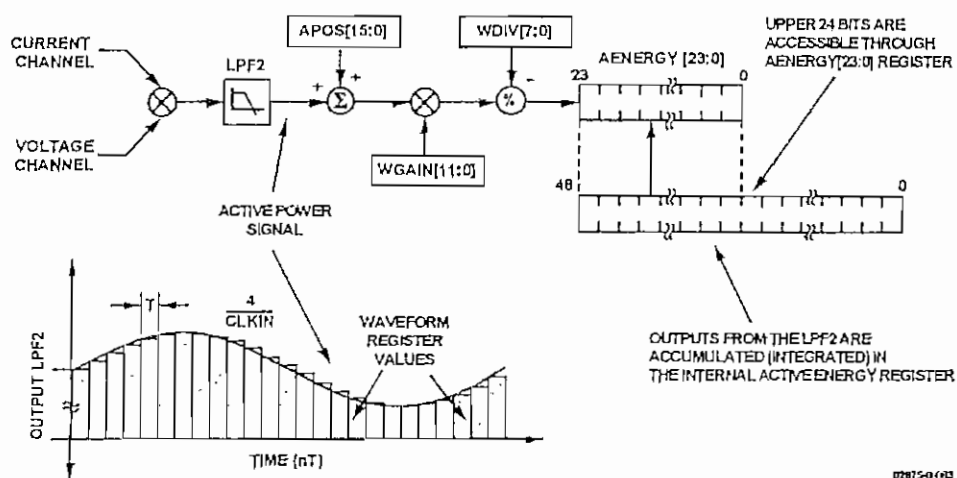 CURRENT
CHANNEL
VOLTAGE
CHANNEL
LPF2
APOS[15:0]
+
+
Σ
WGAIN[11:0]
WDIV[7:0]
–
%
AENERGY [23:0]
23
0
UPPER 24 BITS ARE
ACCESSIBLE THROUGH
AENERGY[23:0] REGISTER
48
0
ACTIVE POWER
SIGNAL
OUTPUT LPF2
T
4
CLKIN
WAVEFORM
REGISTER
VALUES
TIME (nT)
OUTPUTS FROM THE LPF2 ARE
ACCUMULATED (INTEGRATED) IN
THE INTERNAL ACTIVE ENERGY REGISTER